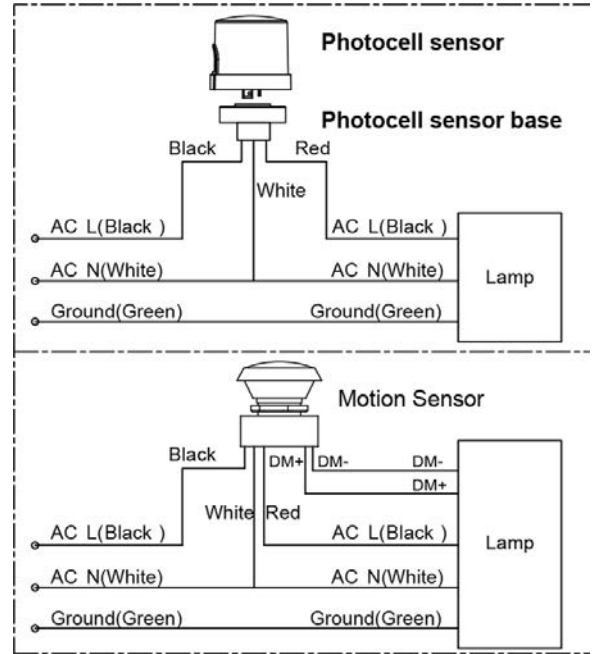 Photocell sensor
Photocell sensor base
Black Red
White
AC L(Black ) AC L(Black )
AC N(White) AC N(White)
Lamp
Ground(Green) Ground(Green)
Motion Sensor
Black DM+ DM- DM-
DM+
White Red
AC L(Black ) AC L(Black )
Lamp
AC N(White) AC N(White)
Ground(Green) Ground(Green)